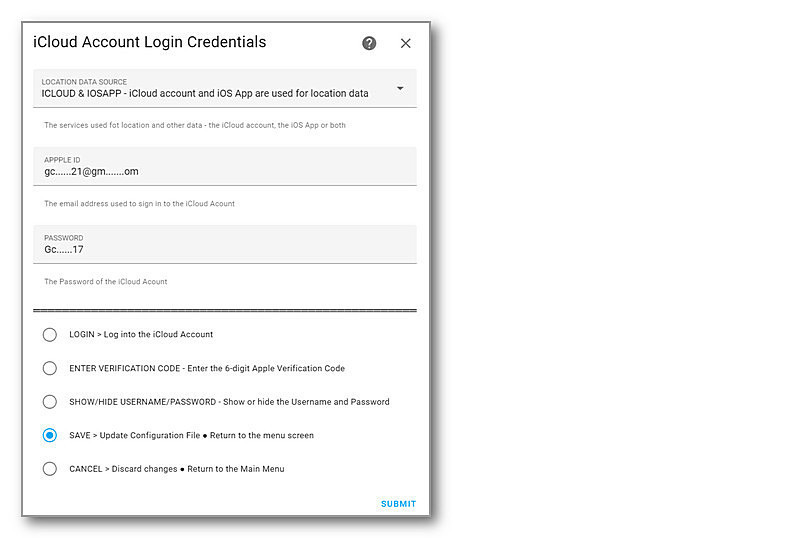 iCloud Account Login Credentials
LOCATION DATA SOURCE
ICLOUD & IOSAPP - iCloud account and iOS App are used for location data
The services used fot location and other data - the iCloud account, the iOS App or both
APPPLE ID
gc......21@gm.......om
The email address used to sign in to the iCloud Acount
PASSWORD
Gc......17
The Password of the iCloud Acount
LOGIN > Log into the iCloud Account
ENTER VERIFICATION CODE - Enter the 6-digit Apple Verification Code
SHOW/HIDE USERNAME/PASSWORD - Show or hide the Username and Password
SAVE > Update Configuration File ● Return to the menu screen
CANCEL > Discard changes ● Return to the Main Menu
SUBMIT